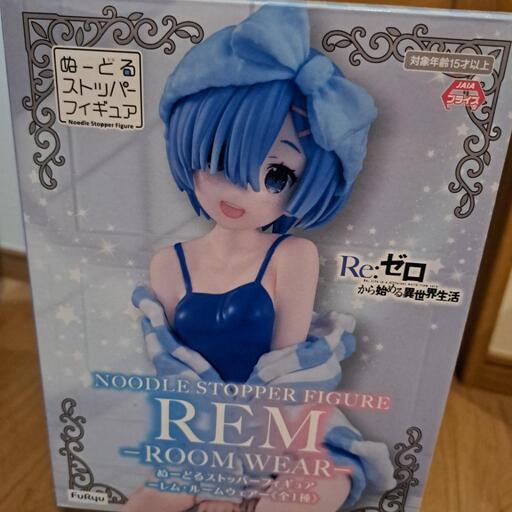 ぬーどる
ストッパー
フィギュア
Noodle Stopper Figure
対象年齢15才以上
JAIA
プライズ
Re:ゼロ
から始める異世界生活
NOODLE STOPPER FIGURE
REM
–ROOM WEAR–
ぬーどるストッパーフィギュア
ーレム・ルームウェアー《全1種》
FuRyu